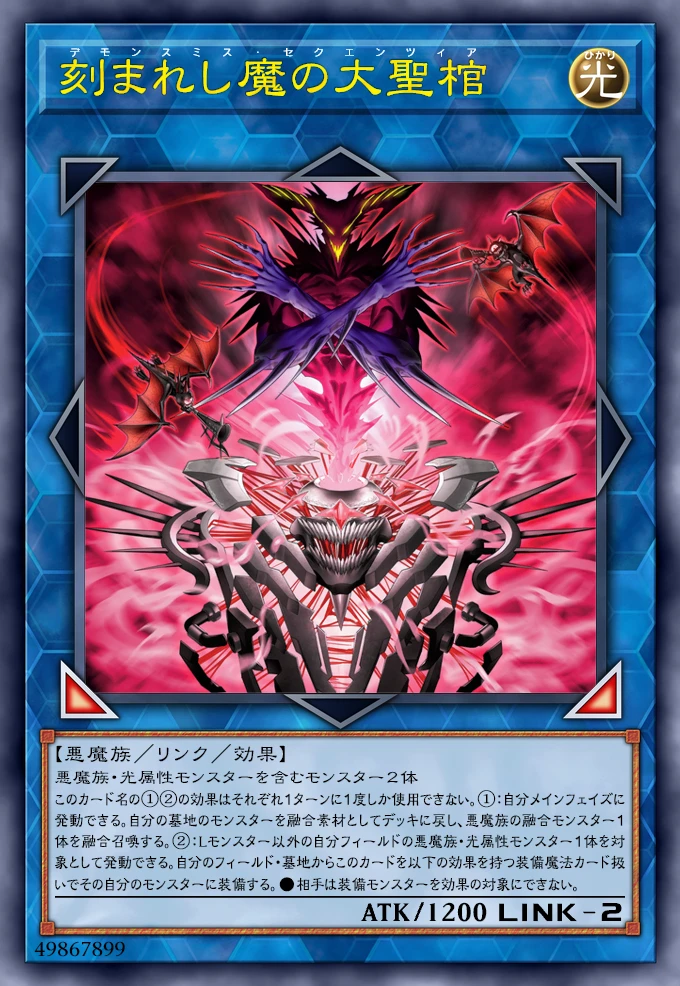 デモンスミス・セクエンツィア
刻まれし魔の大聖棺
ひかり
光
【悪魔族/リンク/効果】
悪魔族・光属性モンスターを含むモンスター2体
このカード名の①②の効果はそれぞれ1ターンに1度しか使用できない。①:自分メインフェイズに
発動できる。自分の墓地のモンスターを融合素材としてデッキに戻し、悪魔族の融合モンスター1
体を融合召喚する。②:Lモンスター以外の自分フィールドの悪魔族・光属性モンスター1体を対
象として発動できる。自分のフィールド・墓地からこのカードを以下の効果を持つ装備魔法カード扱
いでその自分のモンスターに装備する。●相手は装備モンスターを効果の対象にできない。
ATK/1200 LINK-2
49867899